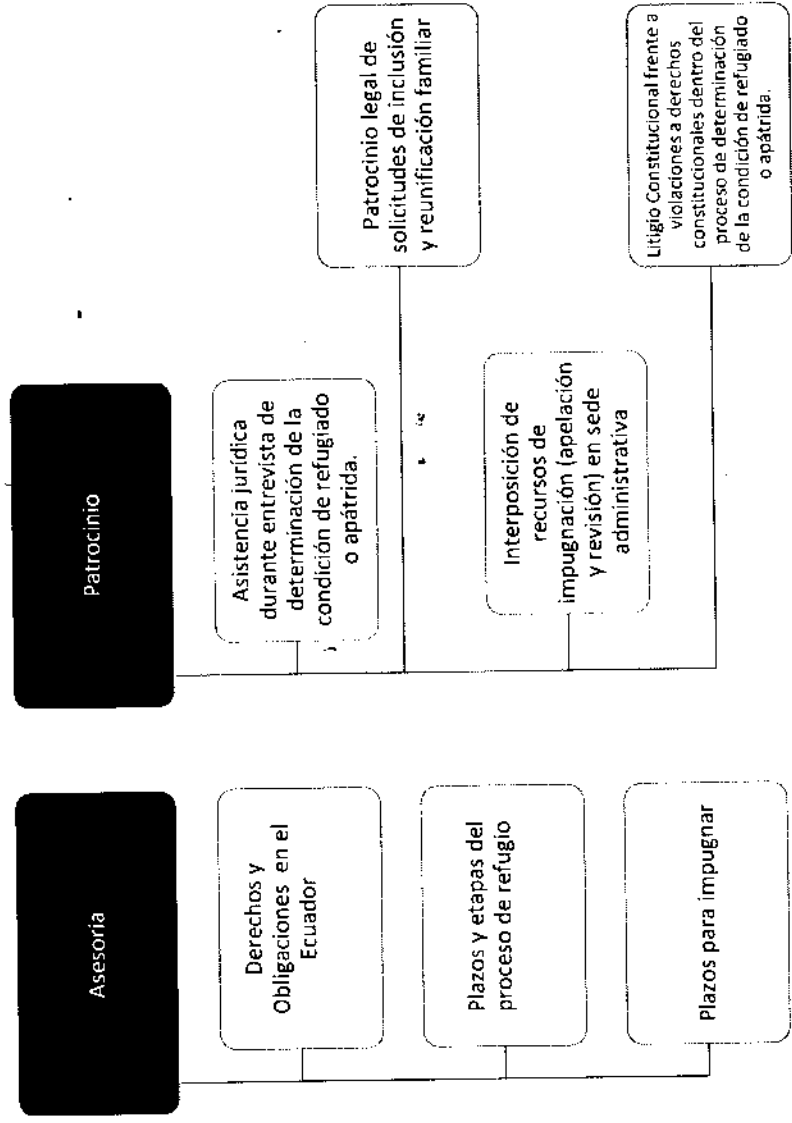 Asesoria
Derechos y
Obligaciones en el
Ecuador
Plazos y etapas del
proceso de refugio
Plazos para impugnar
Patrocinio
Asistencia jurídica
durante entrevista de
determinación de la
condición de refugiado
o apátrida.
Patrocinio legal de
solicitudes de inclusión
y reunificación familiar
Interposición de
recursos de
impugnación (apelación
y revisión) en sede
administrativa
Litigio Constitucional frente a
violaciones a derechos
constitucionales dentro del
proceso de determinación
de la condición de refugiado
o apátrida.